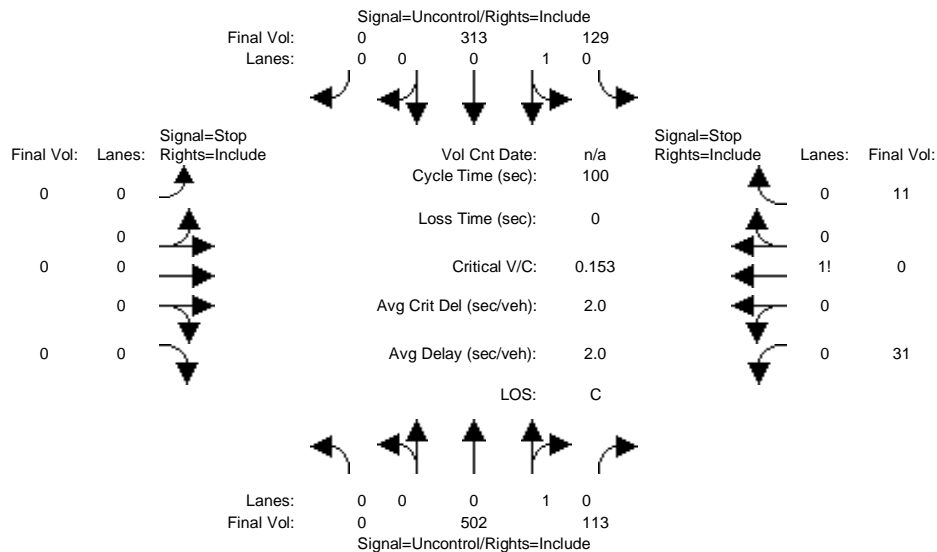 Signal=Uncontrol/Rights=Include
Final Vol: 0 313 129
Lanes: 0 0 0 1 0
Signal=Stop
Final Vol: Lanes: Rights=Include
Vol Cnt Date: n/a
Signal=Stop
Rights=Include Lanes: Final Vol:
Cycle Time (sec): 100
0 0
0 11
Loss Time (sec): 0
0
0
0 0
Critical V/C: 0.153
1! 0
0
Avg Crit Del (sec/veh): 2.0
0
0 0
Avg Delay (sec/veh): 2.0
0 31
LOS: C
Lanes: 0 0 0 1 0
Final Vol: 0 502 113
Signal=Uncontrol/Rights=Include